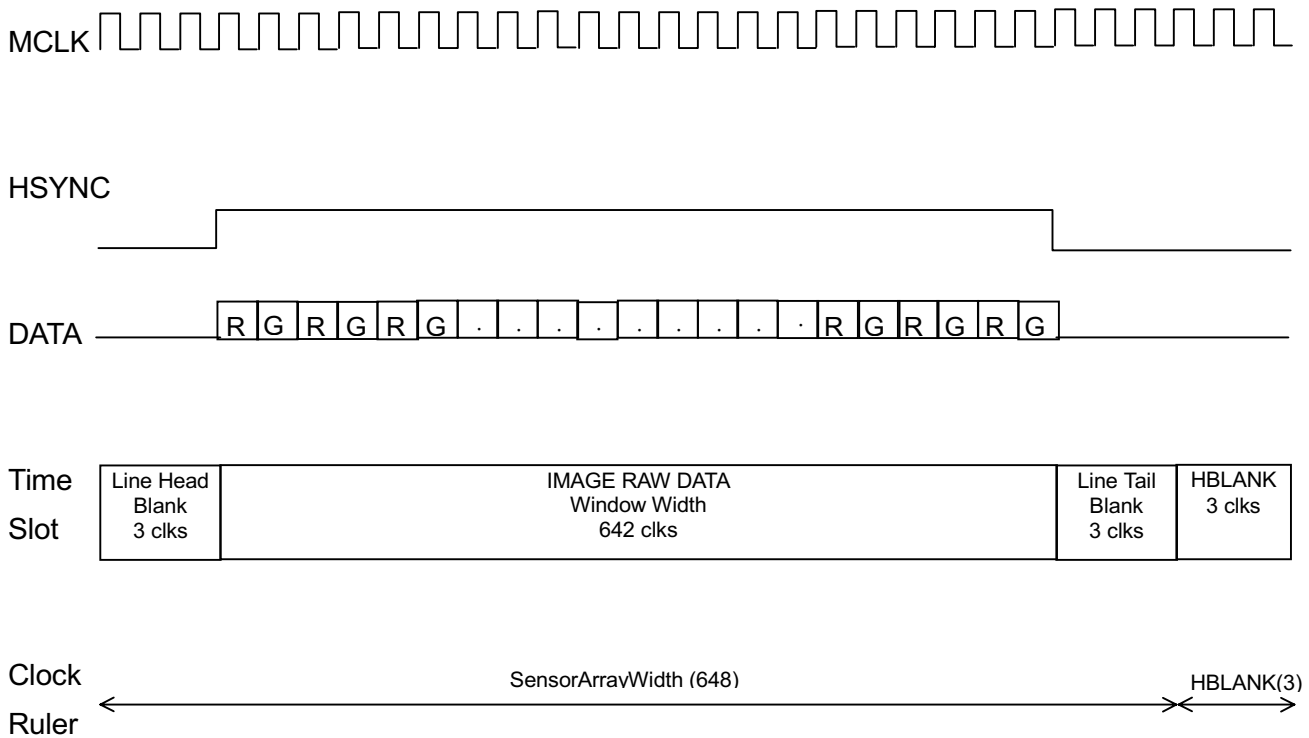 MCLK
HSYNC
DATA R G R G R G . . . . . . . . . R G R G R G
Time
Slot
Line Head
Blank
3 clks
IMAGE RAW DATA
Window Width
642 clks
Line Tail
Blank
3 clks
HBLANK
3 clks
Clock
Ruler
SensorArrayWidth (648)
HBLANK(3)